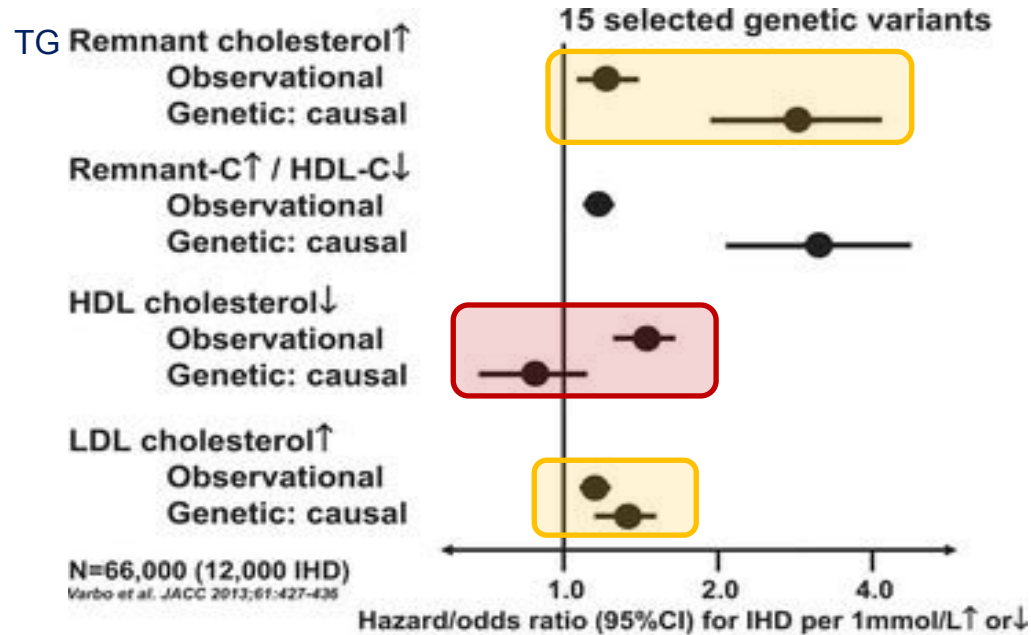 15 selected genetic variants
TG Remnant cholesterol↑
Observational
Genetic: causal
Remnant-C↑ / HDL-C↓
Observational
Genetic: causal
HDL cholesterol↓
Observational
Genetic: causal
LDL cholesterol↑
Observational
Genetic: causal
N=66,000 (12,000 IHD)
Varbo et al. JACC 2013;61:427-436
1.0 2.0 4.0
Hazard/odds ratio (95%CI) for IHD per 1mmol/L↑ or↓